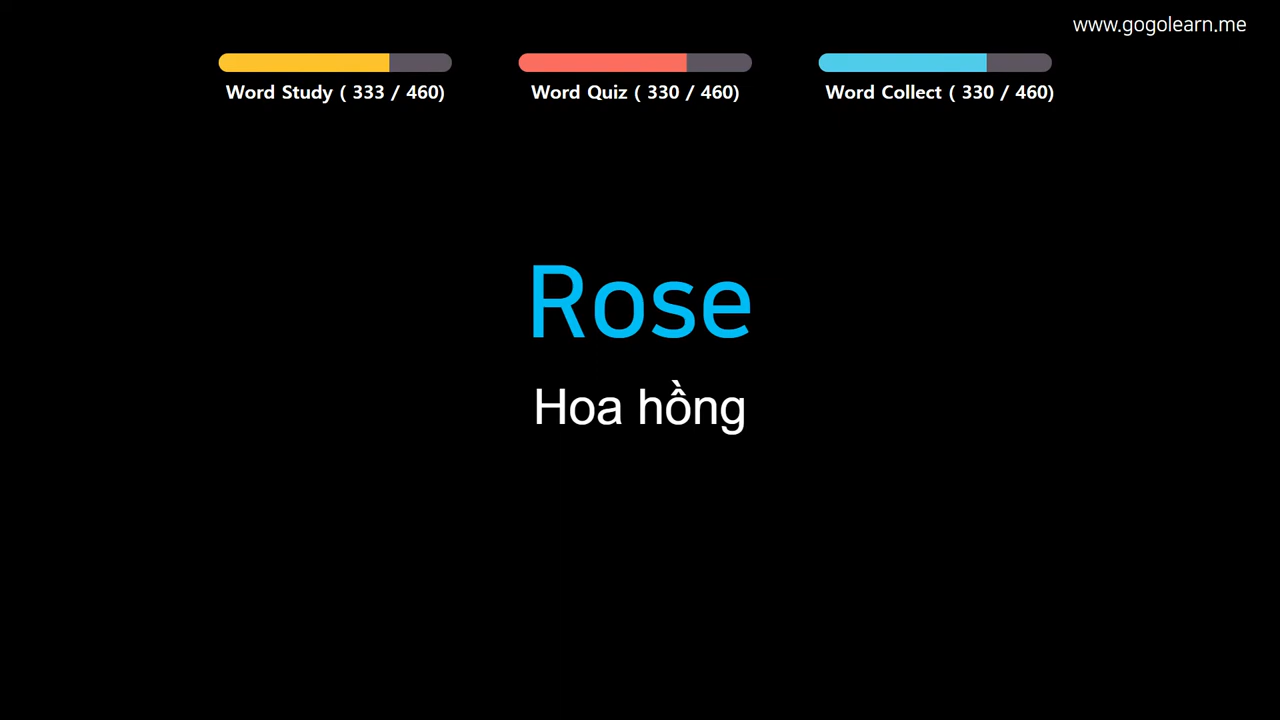 www.gogolearn.me
Word Study ( 333 / 460)
Word Quiz ( 330 / 460)
Word Collect ( 330 / 460)
Rose
Hoa hồng